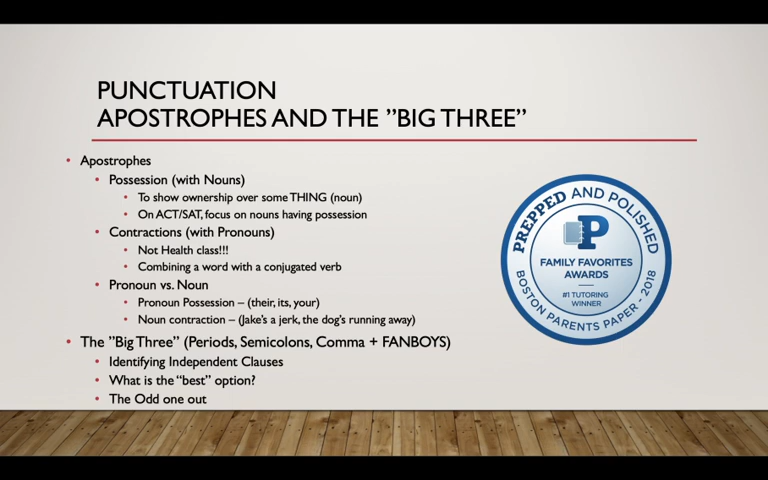 PUNCTUATION
APOSTROPHES AND THE ”BIG THREE”
• Apostrophes
• Possession (with Nouns)
• To show ownership over some THING (noun)
• On ACT/SAT, focus on nouns having possession
• Contractions (with Pronouns)
• Not Health class!!!
• Combining a word with a conjugated verb
• Pronoun vs. Noun
• Pronoun Possession – (their, its, your)
• Noun contraction – (Jake’s a jerk, the dog’s running away)
• The ”Big Three” (Periods, Semicolons, Comma + FANBOYS)
• Identifying Independent Clauses
• What is the “best” option?
• The Odd one out
PREPPED AND POLISHED
P
FAMILY FAVORITES
AWARDS
#1 TUTORING
WINNER
BOSTON PARENTS PAPER - 2018